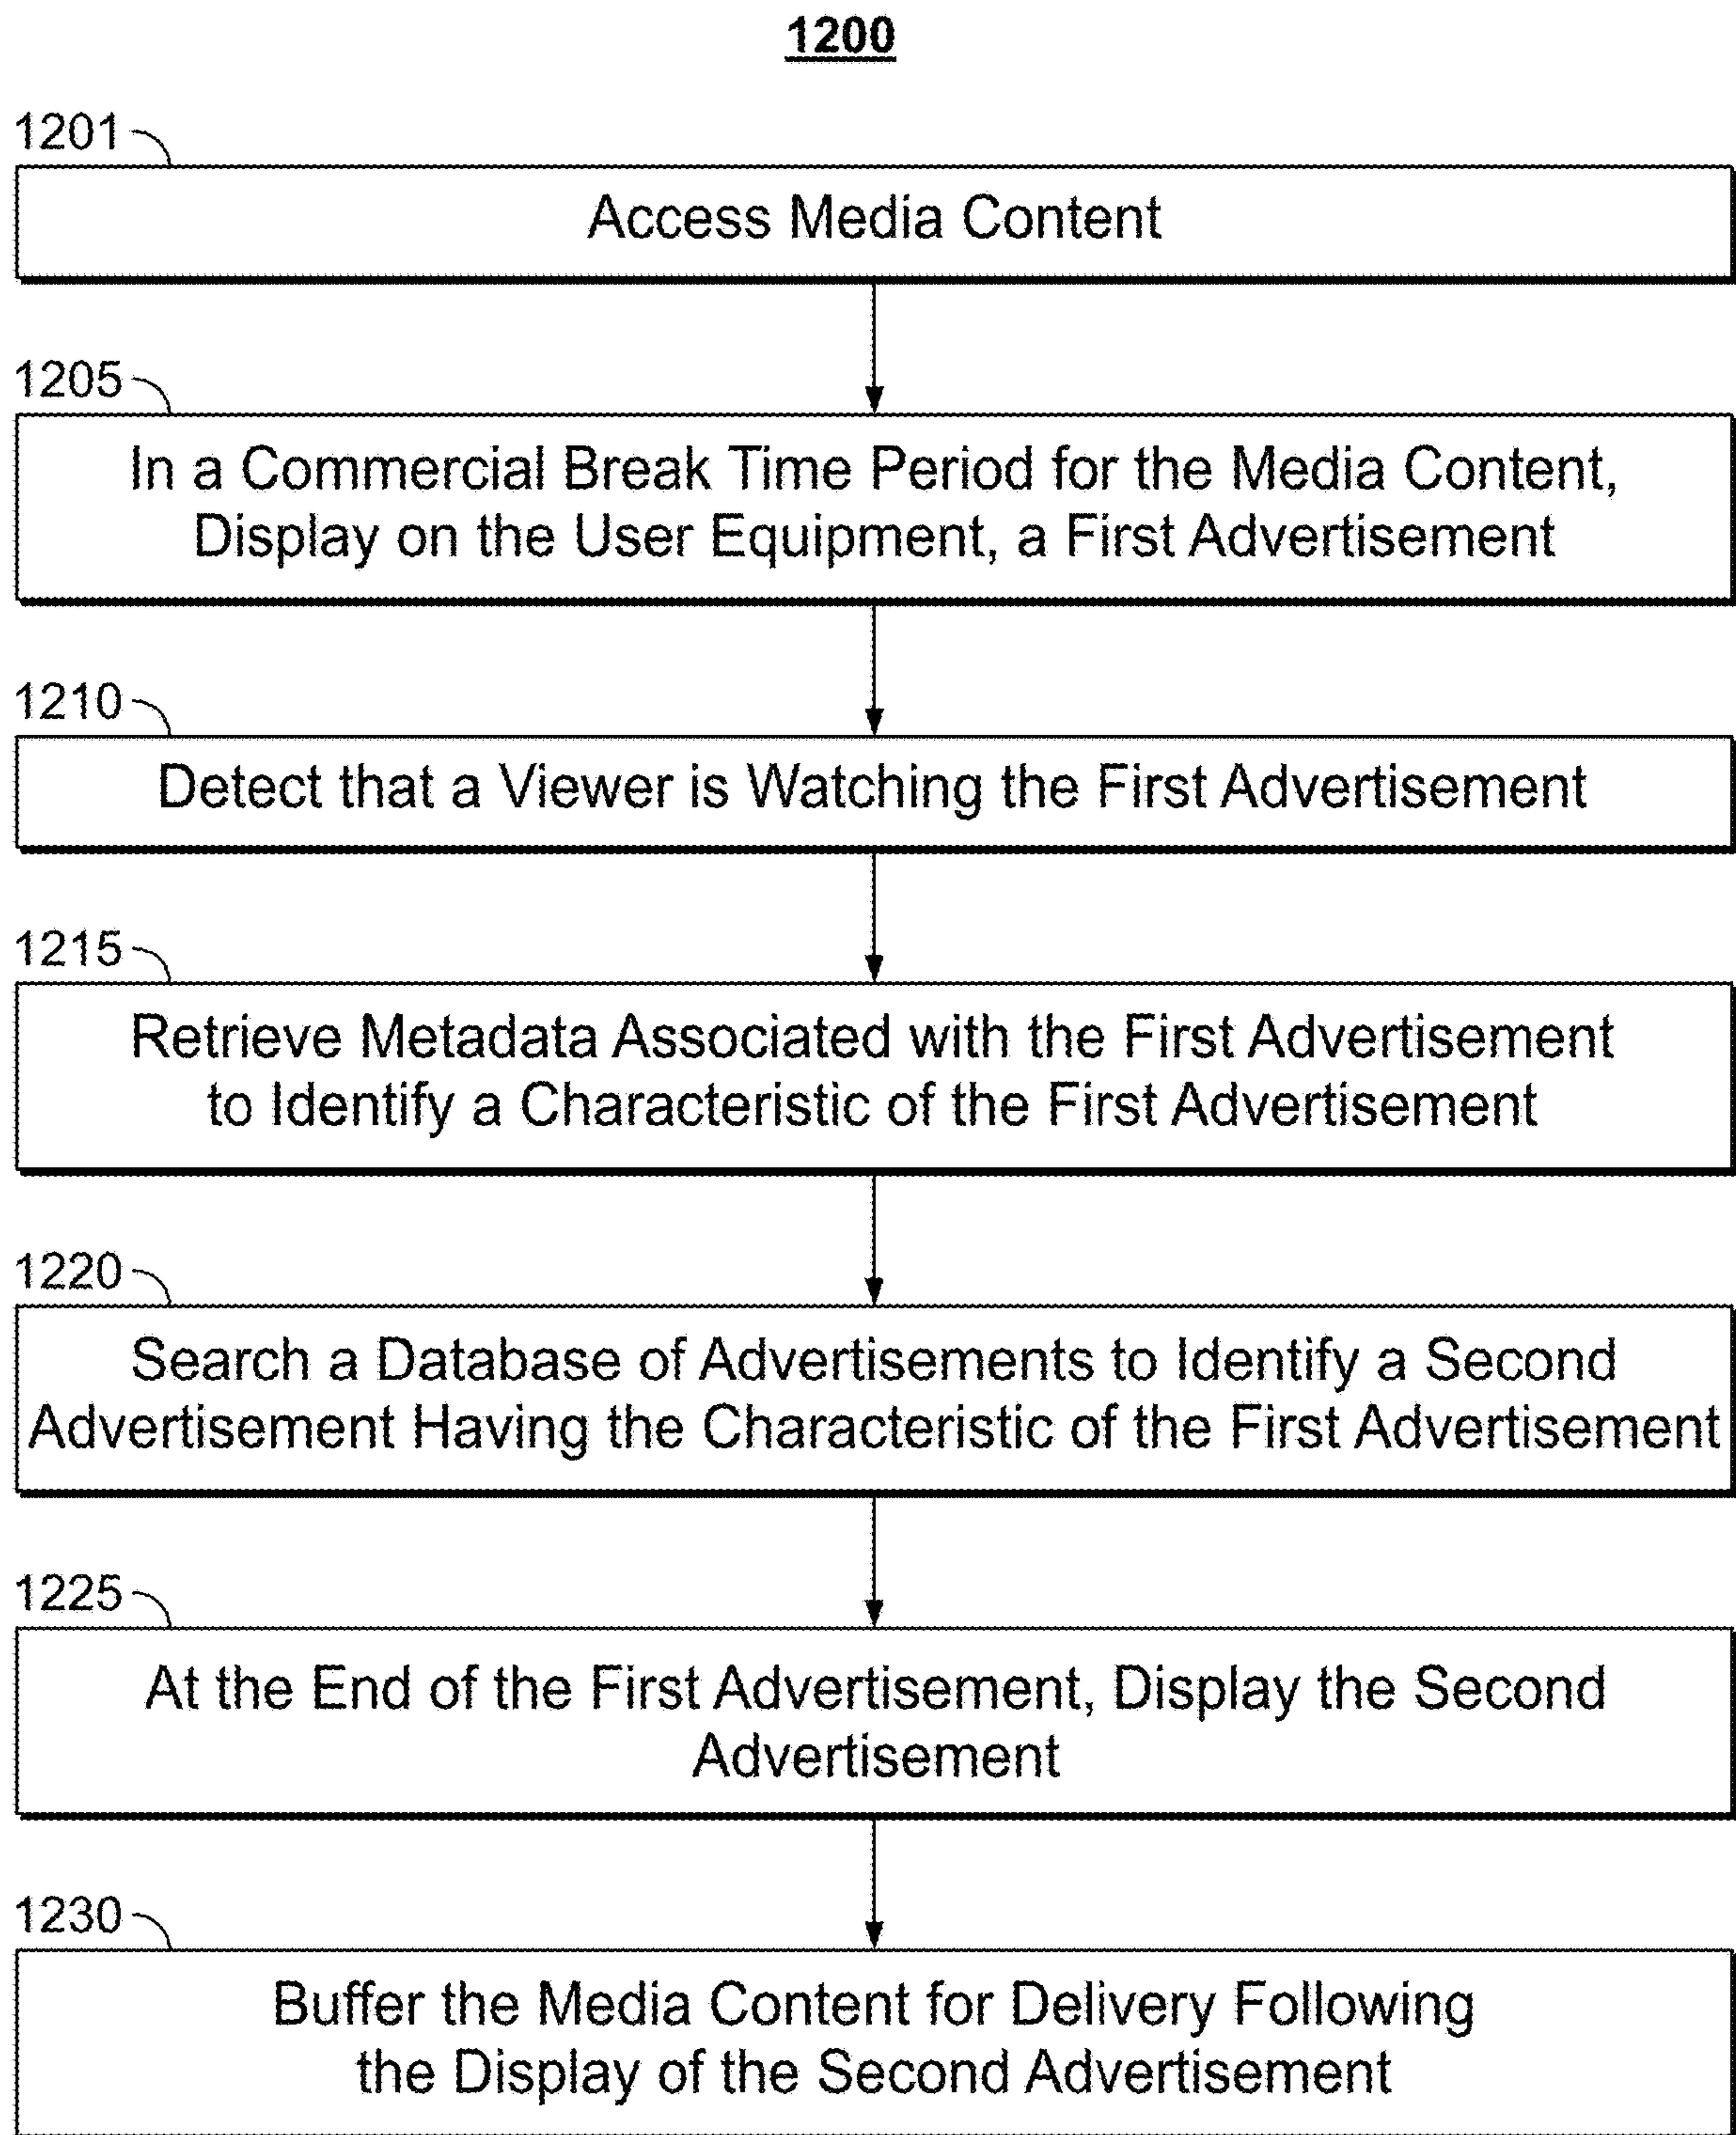 1200
1201
Access Media Content
1205
In a Commercial Break Time Period for the Media Content,
Display on the User Equipment, a First Advertisement
1210
Detect that a Viewer is Watching the First Advertisement
1215
Retrieve Metadata Associated with the First Advertisement
to Identify a Characteristic of the First Advertisement
1220
Search a Database of Advertisements to Identify a Second
Advertisement Having the Characteristic of the First Advertisement
1225
At the End of the First Advertisement, Display the Second
Advertisement
1230
Buffer the Media Content for Delivery Following
the Display of the Second Advertisement